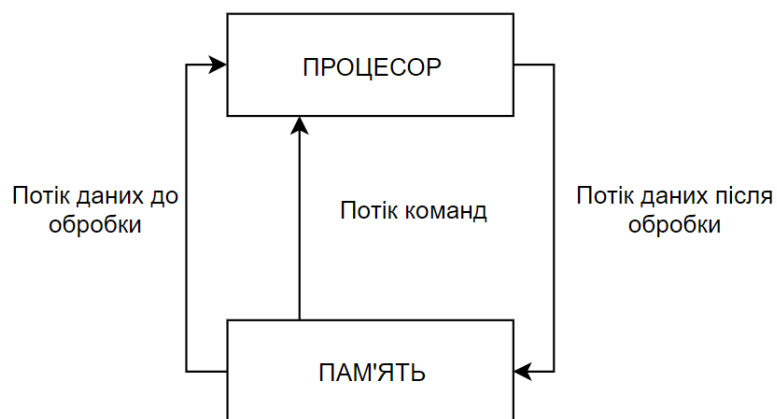 ПРОЦЕСОР
Потік даних до
обробки
Потік команд
Потік даних після
обробки
ПАМ'ЯТЬ